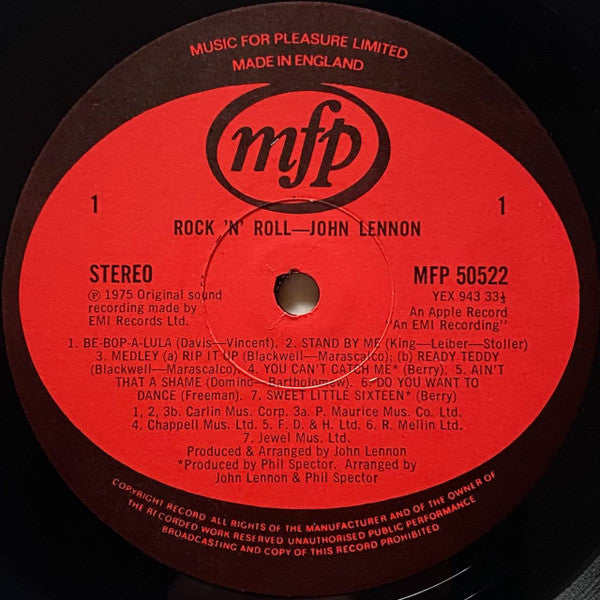 MUSIC FOR PLEASURE LIMITED
MADE IN ENGLAND
mfp
1 1
ROCK 'N' ROLL—JOHN LENNON
STEREO MFP 50522
℗ 1975 Original sound YEX 943 33⅓
recording made by An Apple Record
EMI Records Ltd. "An EMI Recording"
1. BE-BOP-A-LULA (Davis—Vincent). 2. STAND BY ME (King—Leiber—Stoller)
3. MEDLEY (a) RIP IT UP (Blackwell—Marascalco); (b) READY TEDDY
(Blackwell—Marascalco). 4. YOU CAN'T CATCH ME* (Berry). 5. AIN'T
THAT A SHAME (Domino—Bartholomew). 6. DO YOU WANT TO
DANCE (Freeman). 7. SWEET LITTLE SIXTEEN* (Berry)
1, 2, 3b. Carlin Mus. Corp. 3a. P. Maurice Mus. Co. Ltd.
4. Chappell Mus. Ltd. 5. F. D. & H. Ltd. 6. R. Mellin Ltd.
7. Jewel Mus. Ltd.
Produced & Arranged by John Lennon
*Produced by Phil Spector. Arranged by
John Lennon & Phil Spector
COPYRIGHT RECORD ALL RIGHTS OF THE MANUFACTURER AND OF THE OWNER OF
THE RECORDED WORK RESERVED UNAUTHORISED PUBLIC PERFORMANCE
BROADCASTING AND COPY OF THIS RECORD PROHIBITED